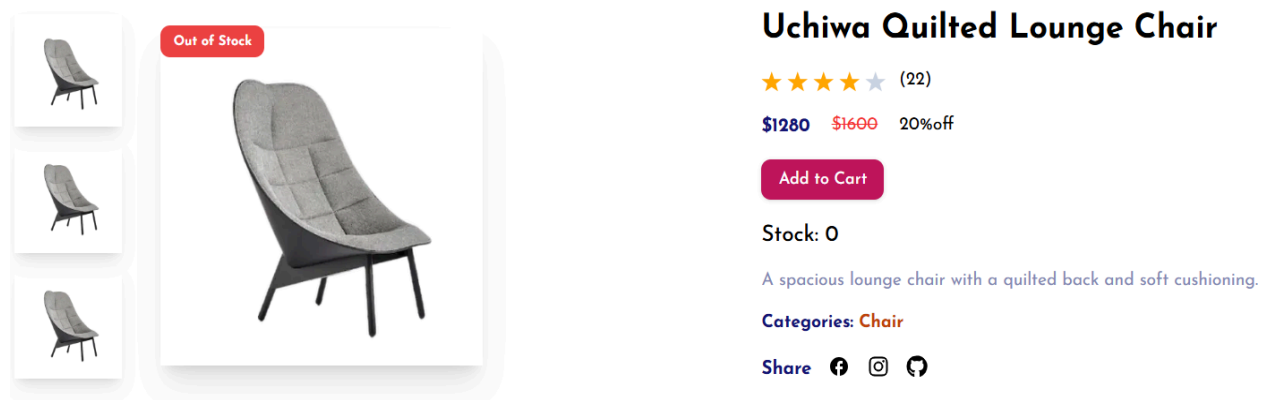 Out of Stock
Uchiwa Quilted Lounge Chair
(22)
$1280 $1600 20%off
Add to Cart
Stock: 0
A spacious lounge chair with a quilted back and soft cushioning.
Categories: Chair
Share